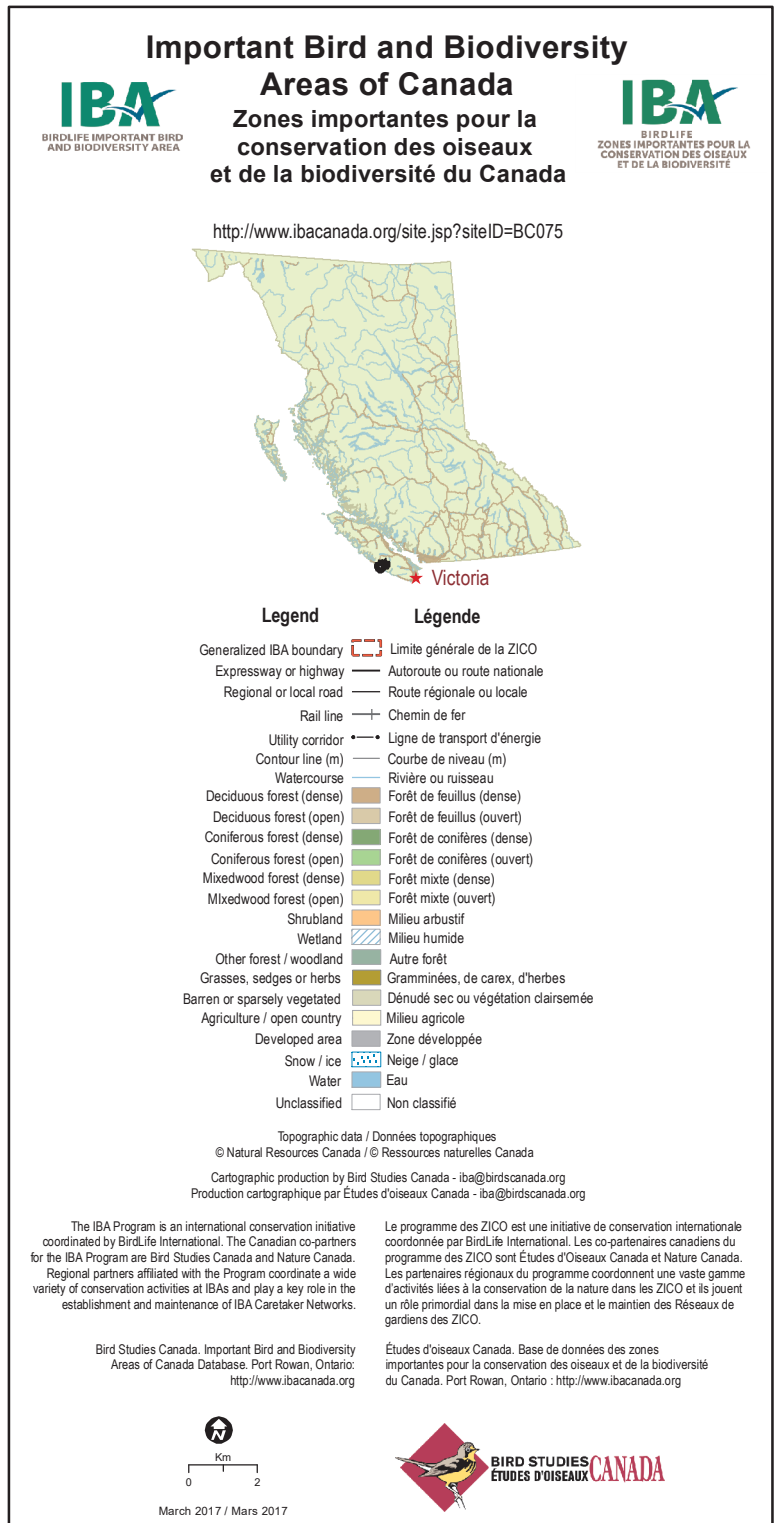 Important Bird and Biodiversity
Areas of Canada
Zones importantes pour la
conservation des oiseaux
et de la biodiversité du Canada
IBA
BIRDLIFE IMPORTANT BIRD
AND BIODIVERSITY AREA
IBA
BIRDLIFE
ZONES IMPORTANTES POUR LA
CONSERVATION DES OISEAUX
ET DE LA BIODIVERSITÉ
http://www.ibacanada.org/site.jsp?siteID=BC075
Victoria
Legend Légende
Generalized IBA boundary Limite générale de la ZICO
Expressway or highway Autoroute ou route nationale
Regional or local road Route régionale ou locale
Rail line Chemin de fer
Utility corridor Ligne de transport d'énergie
Contour line (m) Courbe de niveau (m)
Watercourse Rivière ou ruisseau
Deciduous forest (dense) Forêt de feuillus (dense)
Deciduous forest (open) Forêt de feuillus (ouvert)
Coniferous forest (dense) Forêt de conifères (dense)
Coniferous forest (open) Forêt de conifères (ouvert)
Mixedwood forest (dense) Forêt mixte (dense)
MIxedwood forest (open) Forêt mixte (ouvert)
Shrubland Milieu arbustif
Wetland Milieu humide
Other forest / woodland Autre forêt
Grasses, sedges or herbs Gramminées, de carex, d'herbes
Barren or sparsely vegetated Dénudé sec ou végétation clairsemée
Agriculture / open country Milieu agricole
Developed area Zone développée
Snow / ice Neige / glace
Water Eau
Unclassified Non classifié
Topographic data / Données topographiques
© Natural Resources Canada / © Ressources naturelles Canada
Cartographic production by Bird Studies Canada - iba@birdscanada.org
Production cartographique par Études d'oiseaux Canada - iba@birdscanada.org
The IBA Program is an international conservation initiative
coordinated by BirdLife International. The Canadian co-partners
for the IBA Program are Bird Studies Canada and Nature Canada.
Regional partners affiliated with the Program coordinate a wide
variety of conservation activities at IBAs and play a key role in the
establishment and maintenance of IBA Caretaker Networks.
Le programme des ZICO est une initiative de conservation internationale
coordonnée par BirdLife International. Les co-partenaires canadiens du
programme des ZICO sont Études d'Oiseaux Canada et Nature Canada.
Les partenaires régionaux du programme coordonnent une vaste gamme
d'activités liées à la conservation de la nature dans les ZICO et ils jouent
un rôle primordial dans la mise en place et le maintien des Réseaux de
gardiens des ZICO.
Bird Studies Canada. Important Bird and Biodiversity
Areas of Canada Database. Port Rowan, Ontario:
http://www.ibacanada.org
Études d'oiseaux Canada. Base de données des zones
importantes pour la conservation des oiseaux et de la biodiversité
du Canada. Port Rowan, Ontario : http://www.ibacanada.org
N
Km
0 2
March 2017 / Mars 2017
BIRD STUDIES
ÉTUDES D'OISEAUX
CANADA